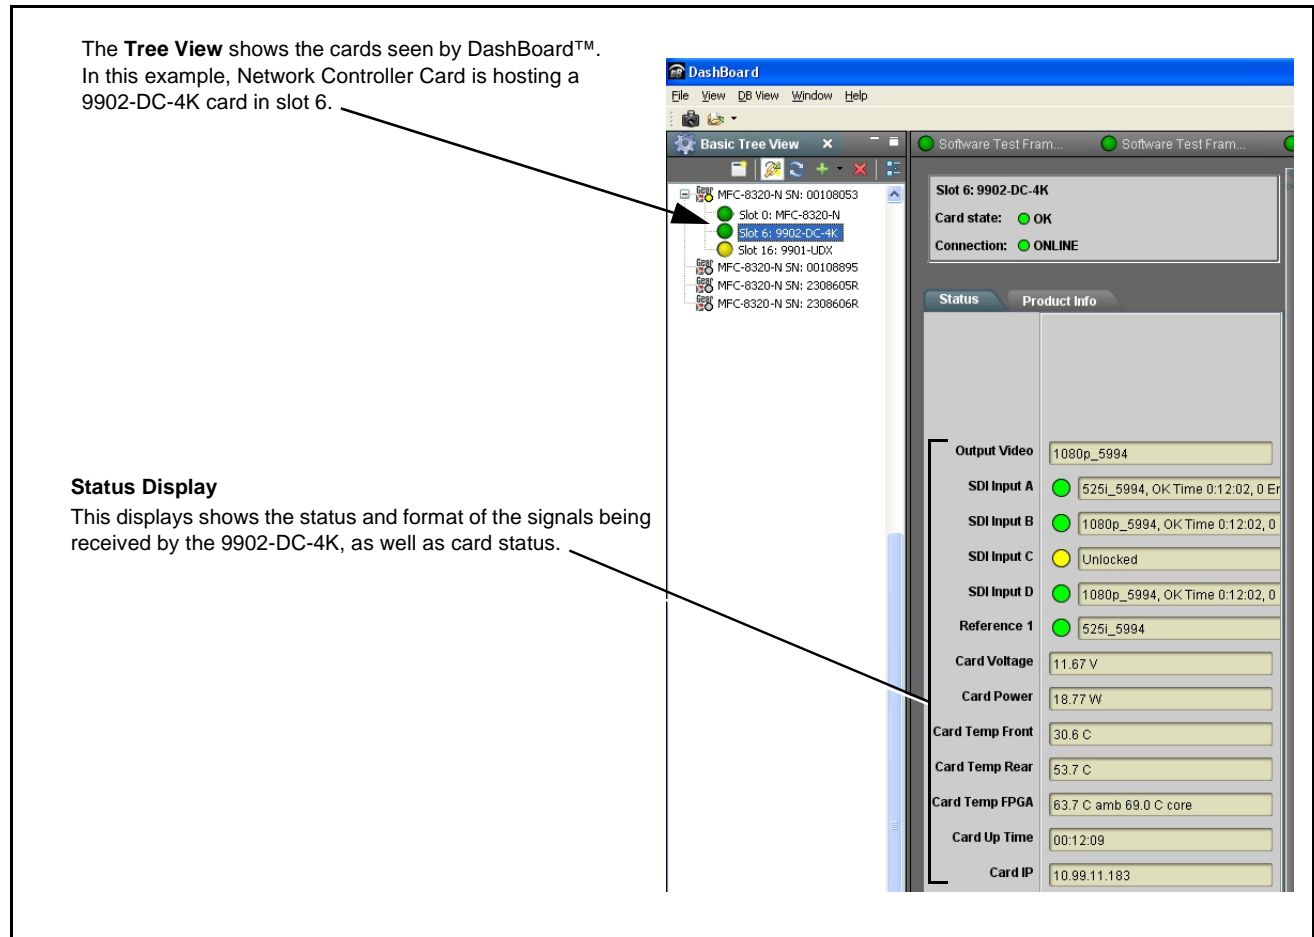 The Tree View shows the cards seen by DashBoard™.
In this example, Network Controller Card is hosting a
9902-DC-4K card in slot 6.
DashBoard
File View DB View Window Help
Basic Tree View X
Software Test Fram... Software Test Fram...
Gear MFC-8320-N SN: 00108053
Slot 0: MFC-8320-N
Slot 6: 9902-DC-4K
Slot 16: 9901-UDX
Gear MFC-8320-N SN: 00108895
Gear MFC-8320-N SN: 2308605R
Gear MFC-8320-N SN: 2308606R
Slot 6: 9902-DC-4K
Card state: OK
Connection: ONLINE
Status Product Info
Status Display
This displays shows the status and format of the signals being
received by the 9902-DC-4K, as well as card status.
Output Video 1080p_5994
SDI Input A 525i_5994, OK Time 0:12:02, 0 Er
SDI Input B 1080p_5994, OK Time 0:12:02, 0
SDI Input C Unlocked
SDI Input D 1080p_5994, OK Time 0:12:02, 0
Reference 1 525i_5994
Card Voltage 11.67 V
Card Power 18.77 W
Card Temp Front 30.6 C
Card Temp Rear 53.7 C
Card Temp FPGA 63.7 C amb 69.0 C core
Card Up Time 00:12:09
Card IP 10.99.11.183